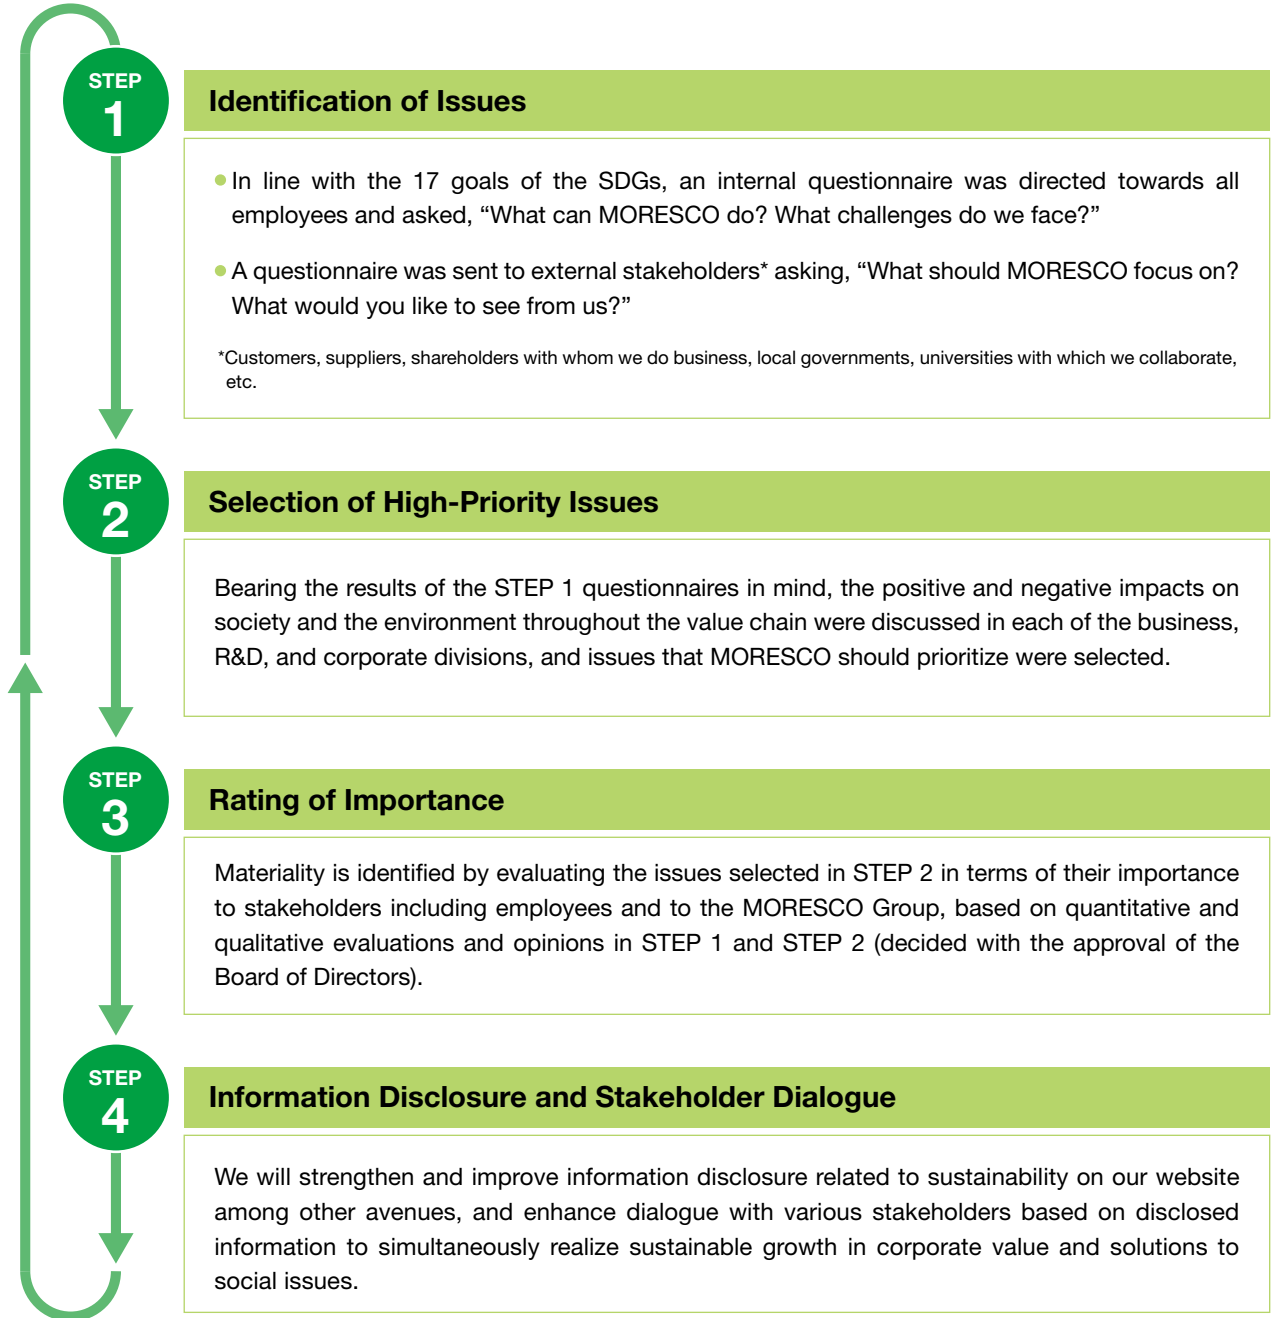 STEP
1
Identification of Issues
● In line with the 17 goals of the SDGs, an internal questionnaire was directed towards all
employees and asked, “What can MORESCO do? What challenges do we face?”
● A questionnaire was sent to external stakeholders* asking, “What should MORESCO focus on?
What would you like to see from us?”
*Customers, suppliers, shareholders with whom we do business, local governments, universities with which we collaborate,
etc.
STEP
2
Selection of High-Priority Issues
Bearing the results of the STEP 1 questionnaires in mind, the positive and negative impacts on
society and the environment throughout the value chain were discussed in each of the business,
R&D, and corporate divisions, and issues that MORESCO should prioritize were selected.
STEP
3
Rating of Importance
Materiality is identified by evaluating the issues selected in STEP 2 in terms of their importance
to stakeholders including employees and to the MORESCO Group, based on quantitative and
qualitative evaluations and opinions in STEP 1 and STEP 2 (decided with the approval of the
Board of Directors).
STEP
4
Information Disclosure and Stakeholder Dialogue
We will strengthen and improve information disclosure related to sustainability on our website
among other avenues, and enhance dialogue with various stakeholders based on disclosed
information to simultaneously realize sustainable growth in corporate value and solutions to
social issues.